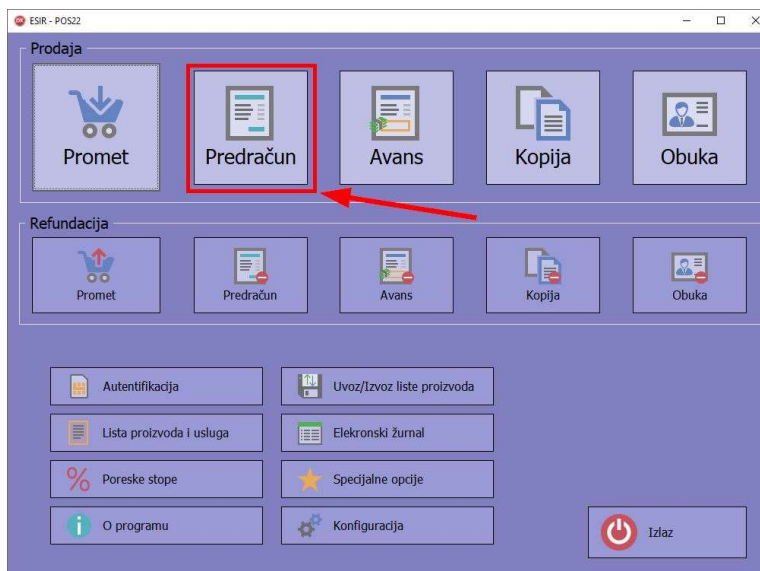 ESIR - POS22
Prodaja
Promet
Predračun
Avans
Kopija
Obuka
Refundacija
Promet
Predračun
Avans
Kopija
Obuka
Autentifikacija
Uvoz/Izvoz liste proizvoda
Lista proizvoda i usluga
Elekronski žurnal
% Poreske stope
Specijalne opcije
O programu
Konfiguracija
Izlaz